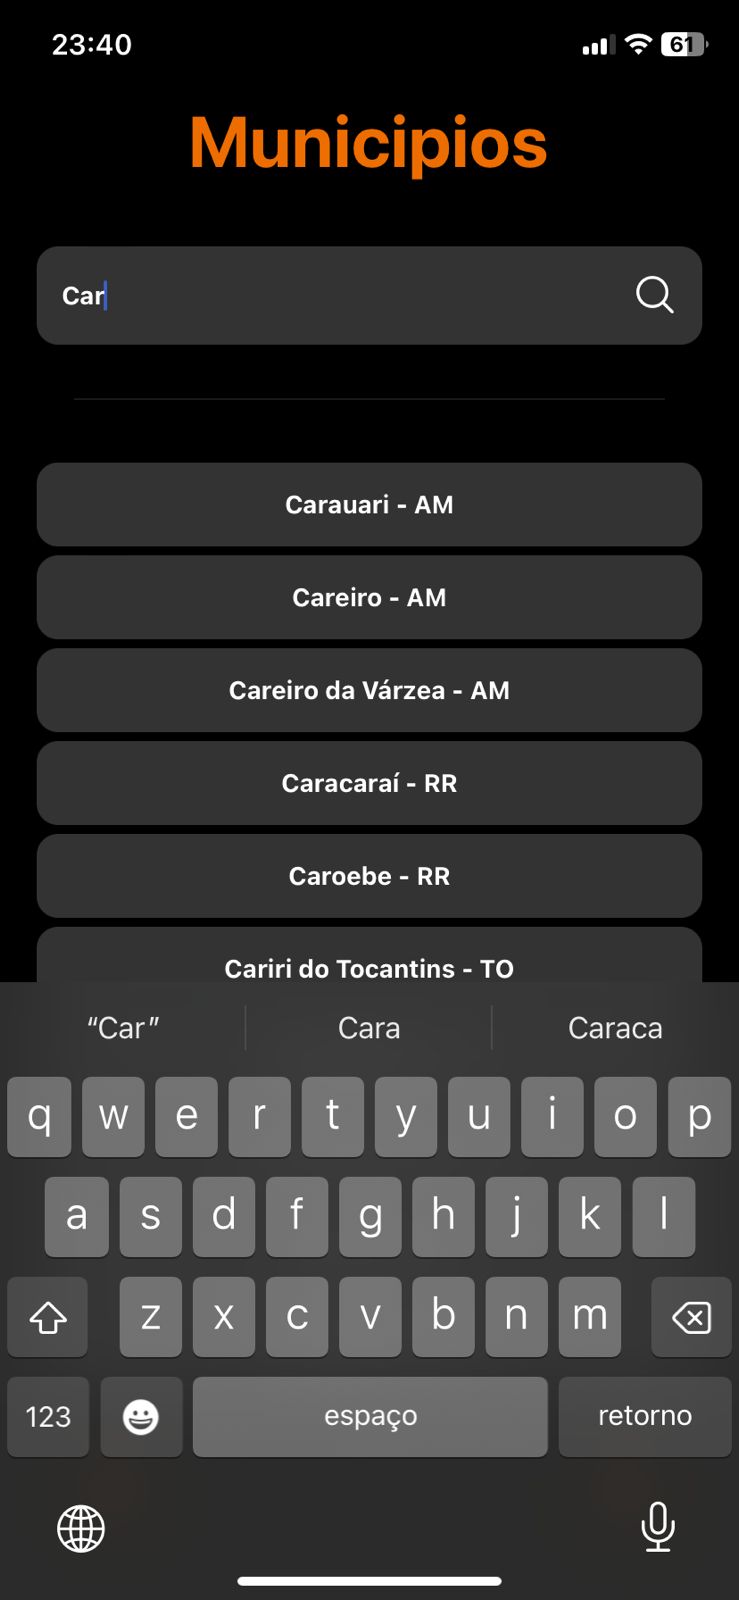 23:40
61
Municipios
Car
Carauari - AM
Careiro - AM
Careiro da Várzea - AM
Caracaraí - RR
Caroebe - RR
Cariri do Tocantins - TO
“Car” Cara Caraca
q w e r t y u i o p
a s d f g h j k l
z x c v b n m
123 espaço retorno